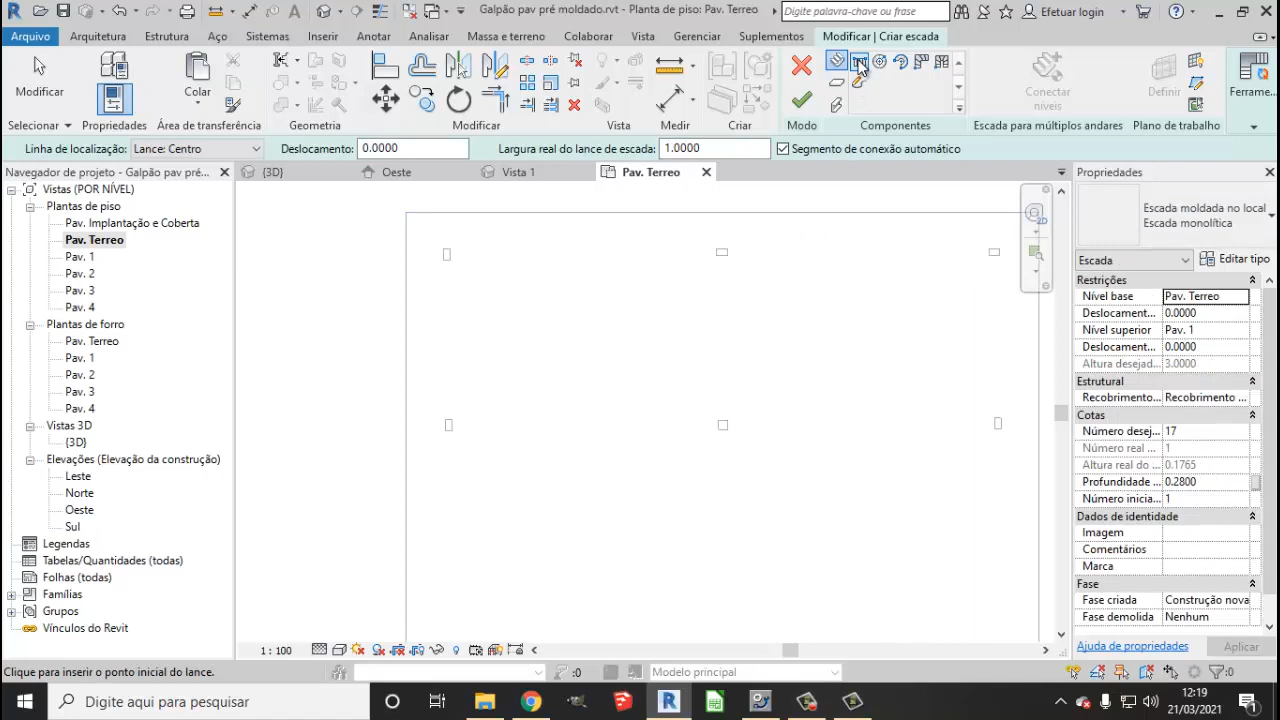 Galpão pav pré moldado.rvt - Planta de piso: Pav. Terreo
Digite palavra-chave ou frase
Efetuar login
Arquivo
Arquitetura
Estrutura
Aço
Sistemas
Inserir
Anotar
Analisar
Massa e terreno
Colaborar
Vista
Gerenciar
Suplementos
Modificar | Criar escada
Modificar
Colar
Conectar níveis
Definir
Ferrame...
Selecionar
Propriedades
Área de transferência
Geometria
Modificar
Vista
Medir
Criar
Modo
Componentes
Escada para múltiplos andares
Plano de trabalho
Linha de localização: Lance: Centro
Deslocamento: 0.0000
Largura real do lance de escada: 1.0000
Segmento de conexão automático
Navegador de projeto - Galpão pav pré...
{3D}
Oeste
Vista 1
Pav. Terreo
Propriedades
Vistas (POR NÍVEL)
Plantas de piso
Pav. Implantação e Coberta
Pav. Terreo
Pav. 1
Pav. 2
Pav. 3
Pav. 4
Plantas de forro
Pav. Terreo
Pav. 1
Pav. 2
Pav. 3
Pav. 4
Vistas 3D
{3D}
Elevações (Elevação da construção)
Leste
Norte
Oeste
Sul
Legendas
Tabelas/Quantidades (todas)
Folhas (todas)
Famílias
Grupos
Vínculos do Revit
2D
Escada moldada no local
Escada monolítica
Escada
Editar tipo
Restrições
Nível base Pav. Terreo
Deslocament... 0.0000
Nível superior Pav. 1
Deslocament... 0.0000
Altura desejad... 3.0000
Estrutural
Recobrimento... Recobrimento ...
Cotas
Número desej... 17
Número real ... 1
Altura real do ... 0.1765
Profundidade ... 0.2800
Número inicia... 1
Dados de identidade
Imagem
Comentários
Marca
Fase
Fase criada Construção nova
Fase demolida Nenhum
Ajuda de propriedades
Aplicar
1 : 100
Clique para inserir o ponto inicial do lance.
:0
Modelo principal
:0
Digite aqui para pesquisar
12:19
21/03/2021
1